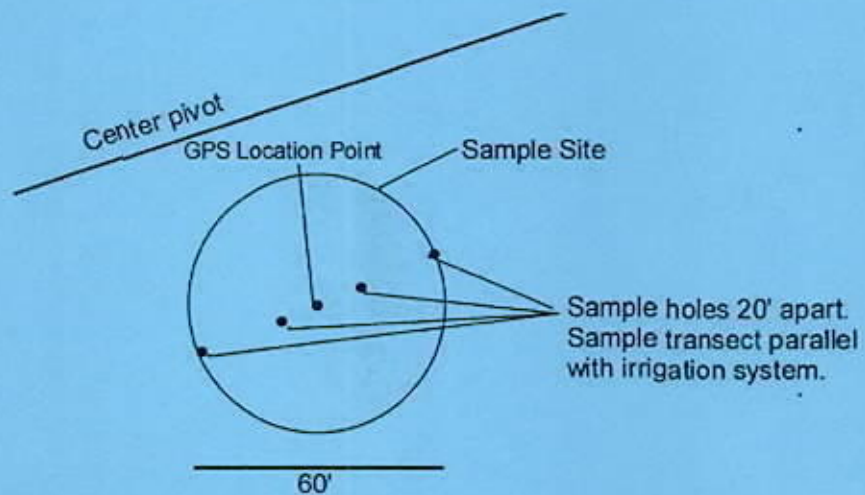 Center pivot
GPS Location Point
Sample Site
Sample holes 20' apart.
Sample transect parallel
with irrigation system.
60'